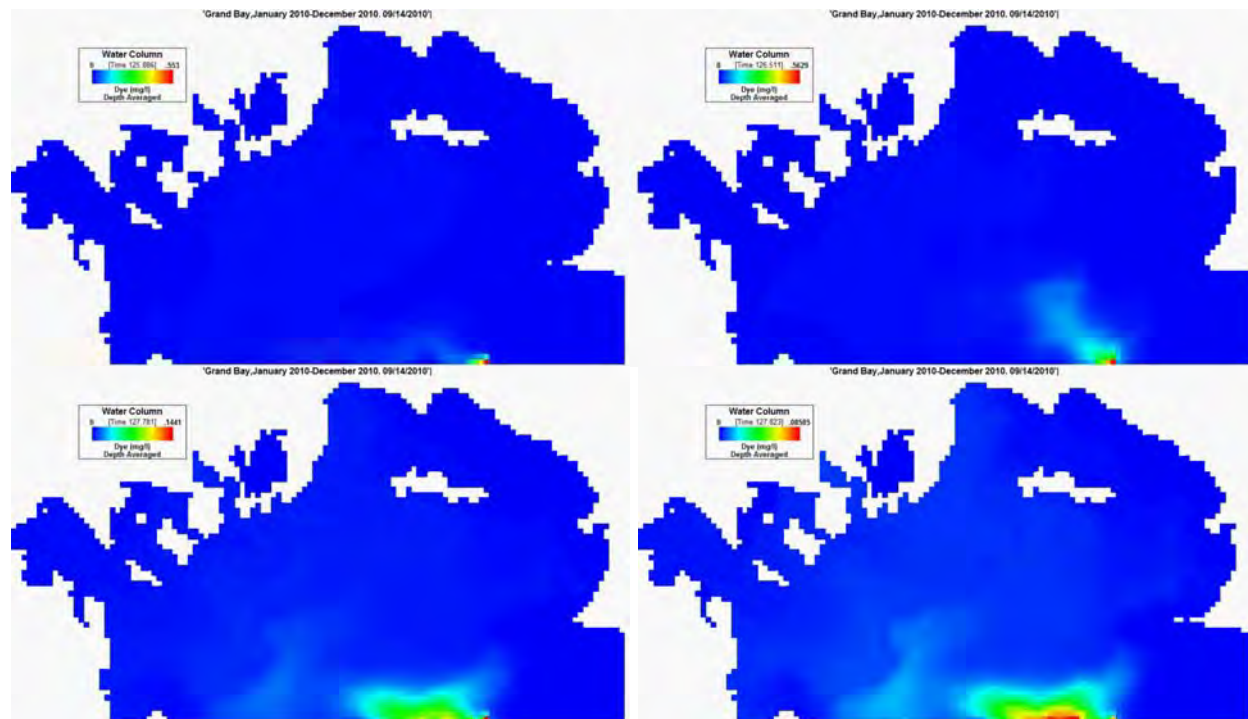 'Grand Bay,January 2010-December 2010. 09/14/2010'|
Water Column
0 [Time 125.886] .553
Dye (mg/l)
Depth Averaged
'Grand Bay,January 2010-December 2010. 09/14/2010'|
Water Column
0 [Time 126.511] .5629
Dye (mg/l)
Depth Averaged
'Grand Bay,January 2010-December 2010. 09/14/2010'|
Water Column
0 [Time 127.781] .1441
Dye (mg/l)
Depth Averaged
'Grand Bay,January 2010-December 2010. 09/14/2010'|
Water Column
0 [Time 127.823] .08585
Dye (mg/l)
Depth Averaged